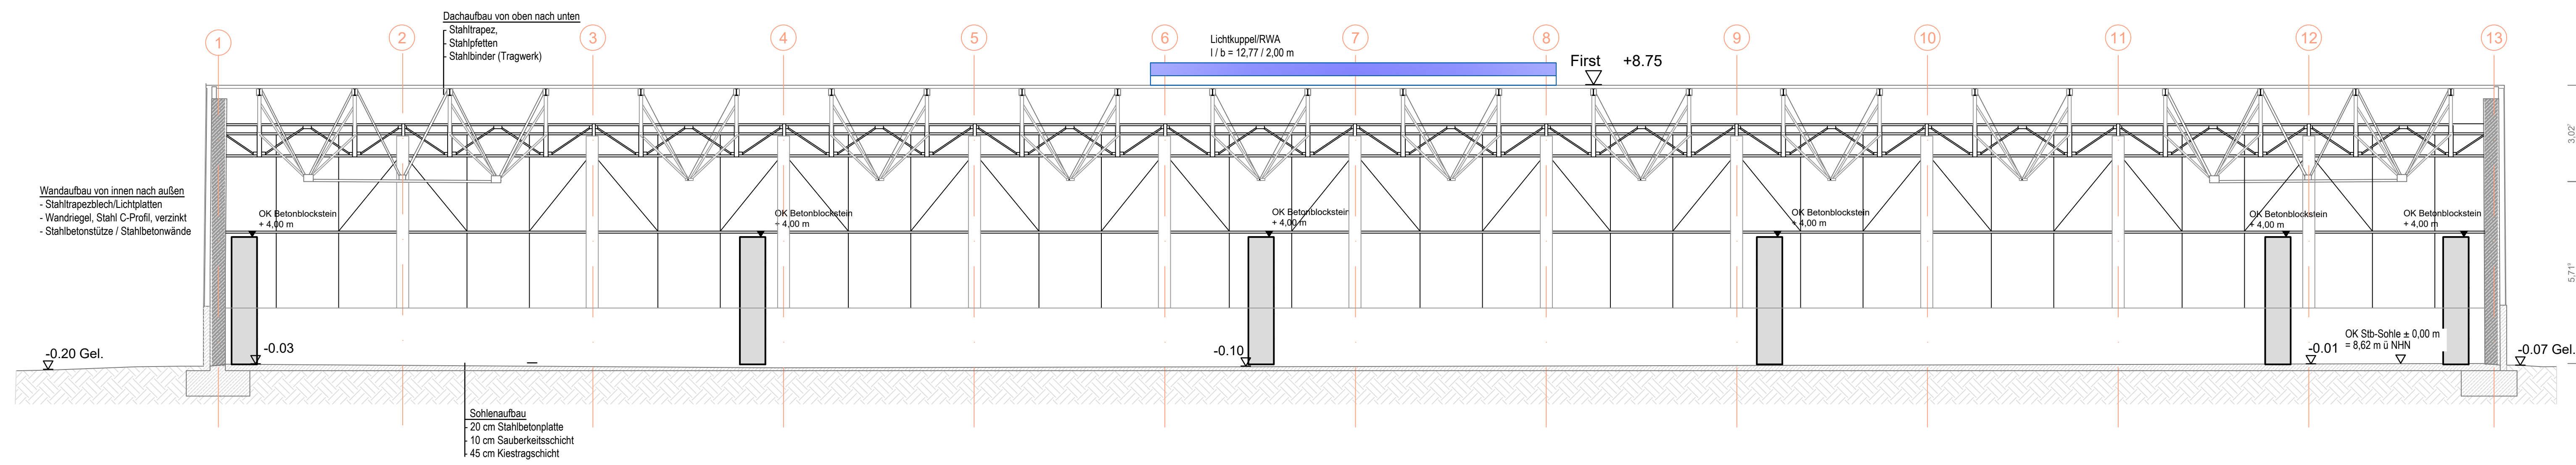 Dachaufbau von oben nach unten
- Stahltrapez,
- Stahlpfetten
- Stahlbinder (Tragwerk)
1
2
3
4
5
6
7
8
9
10
11
12
13
Lichtkuppel/RWA
l / b = 12,77 / 2,00 m
First +8.75
3,02⁵
Wandaufbau von innen nach außen
- Stahltrapezblech/Lichtplatten
- Wandriegel, Stahl C-Profil, verzinkt
- Stahlbetonstütze / Stahlbetonwände
OK Betonblockstein
+ 4,00 m
OK Betonblockstein
+ 4,00 m
OK Betonblockstein
+ 4,00 m
OK Betonblockstein
+ 4,00 m
OK Betonblockstein
+ 4,00 m
OK Betonblockstein
+ 4,00 m
-0.20 Gel.
-0.03
-0.10
-0.01
OK Stb-Sohle ± 0,00 m
= 8,62 m ü NHN
-0.07 Gel.
Sohlenaufbau
- 20 cm Stahlbetonplatte
- 10 cm Sauberkeitsschicht
- 45 cm Kiestragschicht